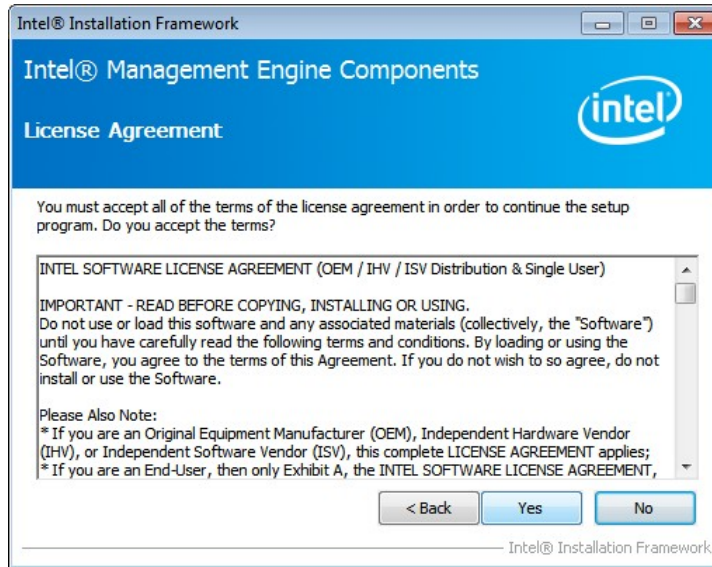 Intel® Installation Framework
Intel® Management Engine Components
intel
License Agreement
You must accept all of the terms of the license agreement in order to continue the setup
program. Do you accept the terms?
INTEL SOFTWARE LICENSE AGREEMENT (OEM / IHV / ISV Distribution & Single User)
IMPORTANT - READ BEFORE COPYING, INSTALLING OR USING.
Do not use or load this software and any associated materials (collectively, the "Software")
until you have carefully read the following terms and conditions. By loading or using the
Software, you agree to the terms of this Agreement. If you do not wish to so agree, do not
install or use the Software.
Please Also Note:
* If you are an Original Equipment Manufacturer (OEM), Independent Hardware Vendor
(IHV), or Independent Software Vendor (ISV), this complete LICENSE AGREEMENT applies;
* If you are an End-User, then only Exhibit A, the INTEL SOFTWARE LICENSE AGREEMENT,
< Back Yes No
Intel® Installation Framework